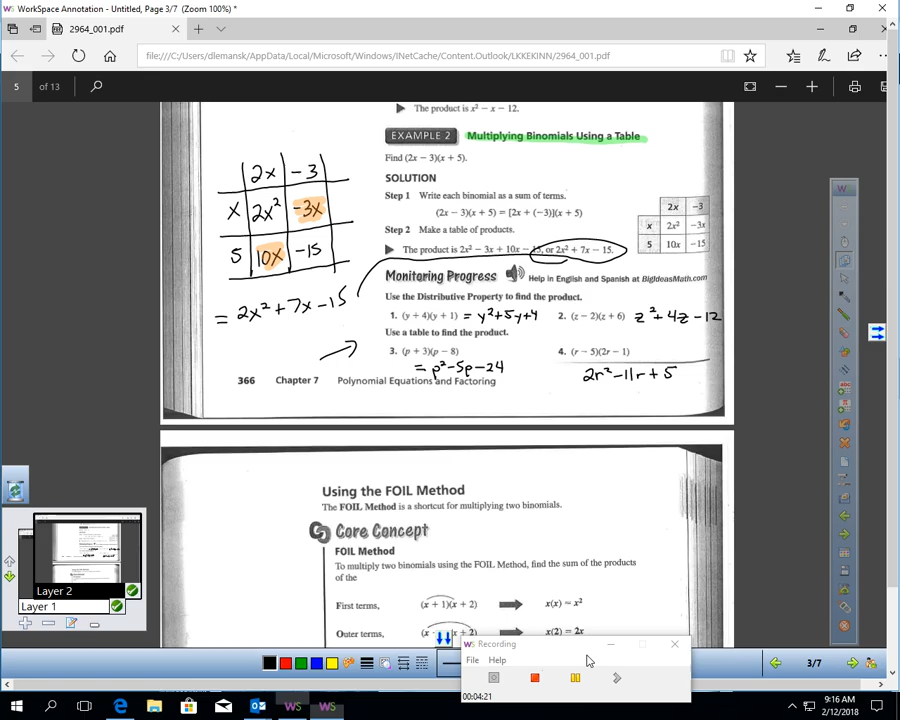 WorkSpace Annotation - Untitled, Page 3/7 (Zoom 100%) *
2964_001.pdf
file:///C:/Users/dlemansk/AppData/Local/Microsoft/Windows/INetCache/Content.Outlook/LKKEKINN/2964_001.pdf
5 of 13
The product is x² − x − 12.
EXAMPLE 2 Multiplying Binomials Using a Table
Find (2x − 3)(x + 5).
SOLUTION
Step 1 Write each binomial as a sum of terms.
(2x − 3)(x + 5) = [2x + (−3)](x + 5)
Step 2 Make a table of products.
The product is 2x² − 3x + 10x − 15, or 2x² + 7x − 15.
2x −3
x 2x² −3x
5 10x −15
2x −3
x 2x² −3x
5 10x −15
= 2x² + 7x − 15
Monitoring Progress Help in English and Spanish at BigIdeasMath.com
Use the Distributive Property to find the product.
1. (y + 4)(y + 1) = y² + 5y + 4 2. (z − 2)(z + 6) z² + 4z − 12
Use a table to find the product.
3. (p + 3)(p − 8) 4. (r − 5)(2r − 1)
= p² − 5p − 24 2r² − 11r + 5
366 Chapter 7 Polynomial Equations and Factoring
Using the FOIL Method
The FOIL Method is a shortcut for multiplying two binomials.
Core Concept
FOIL Method
To multiply two binomials using the FOIL Method, find the sum of the products
of the
First terms, (x + 1)(x + 2) x(x) = x²
Outer terms, (x x + 2) x(2) = 2x
Layer 2
Layer 1
WS Recording
File Help
00:04:21
3/7
9:16 AM
2/12/2018